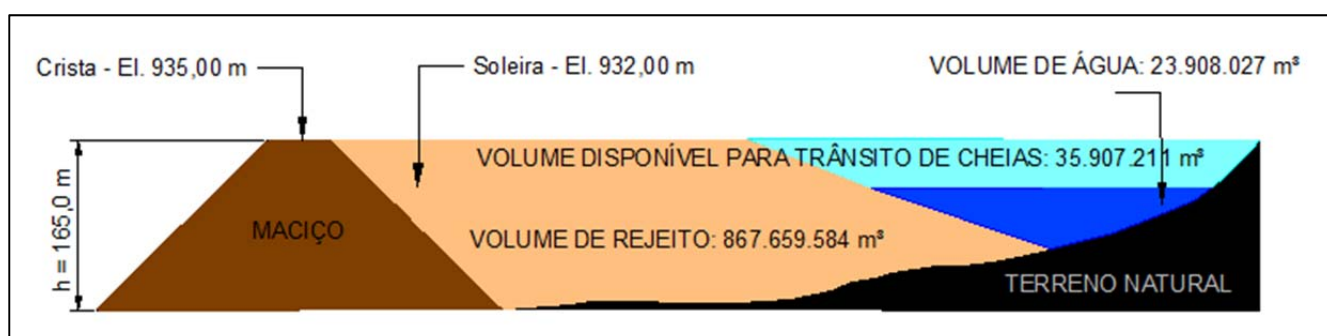 Crista - El. 935,00 m
Soleira - El. 932,00 m
VOLUME DE ÁGUA: 23.908.027 m³
VOLUME DISPONÍVEL PARA TRÂNSITO DE CHEIAS: 35.907.211 m³
h = 165,0 m
MACIÇO
VOLUME DE REJEITO: 867.659.584 m³
TERRENO NATURAL